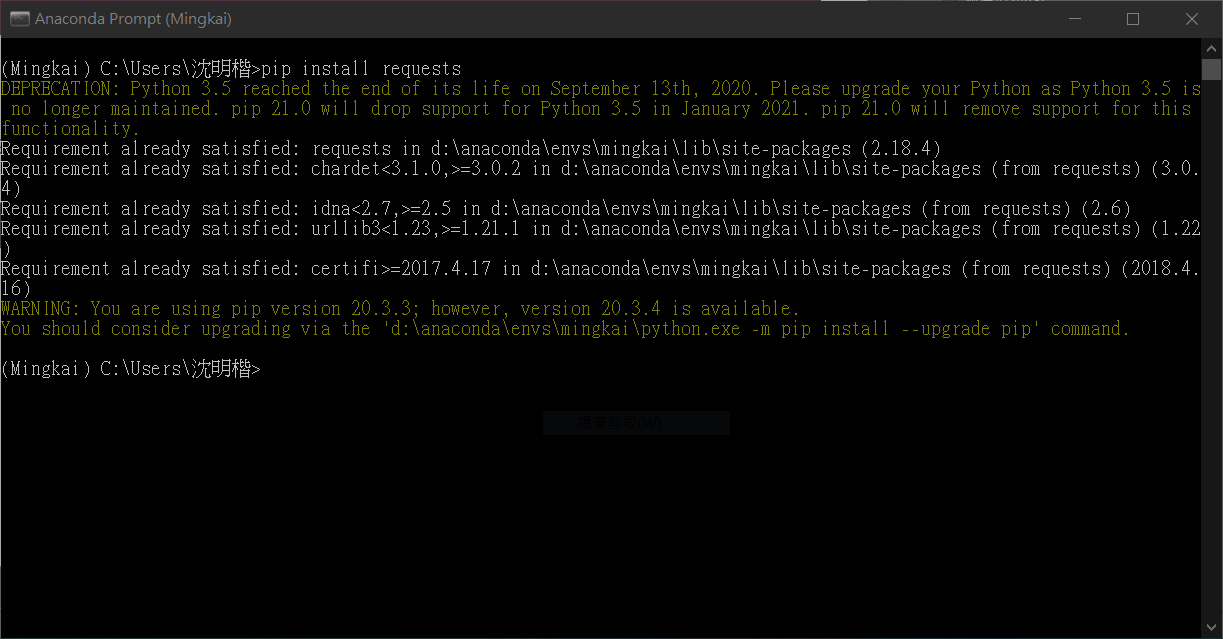 Anaconda Prompt (Mingkai)
(Mingkai) C:\Users\沈明楷>pip install requests
DEPRECATION: Python 3.5 reached the end of its life on September 13th, 2020. Please upgrade your Python as Python 3.5 is
 no longer maintained. pip 21.0 will drop support for Python 3.5 in January 2021. pip 21.0 will remove support for this
functionality.
Requirement already satisfied: requests in d:\anaconda\envs\mingkai\lib\site-packages (2.18.4)
Requirement already satisfied: chardet<3.1.0,>=3.0.2 in d:\anaconda\envs\mingkai\lib\site-packages (from requests) (3.0.
4)
Requirement already satisfied: idna<2.7,>=2.5 in d:\anaconda\envs\mingkai\lib\site-packages (from requests) (2.6)
Requirement already satisfied: urllib3<1.23,>=1.21.1 in d:\anaconda\envs\mingkai\lib\site-packages (from requests) (1.22
)
Requirement already satisfied: certifi>=2017.4.17 in d:\anaconda\envs\mingkai\lib\site-packages (from requests) (2018.4.
16)
WARNING: You are using pip version 20.3.3; however, version 20.3.4 is available.
You should consider upgrading via the 'd:\anaconda\envs\mingkai\python.exe -m pip install --upgrade pip' command.
(Mingkai) C:\Users\沈明楷>